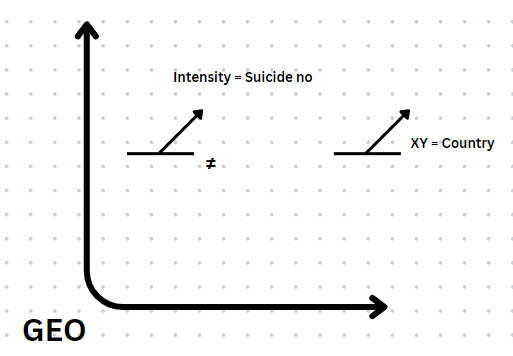 Intensity = Suicide no
XY = Country
≠
GEO